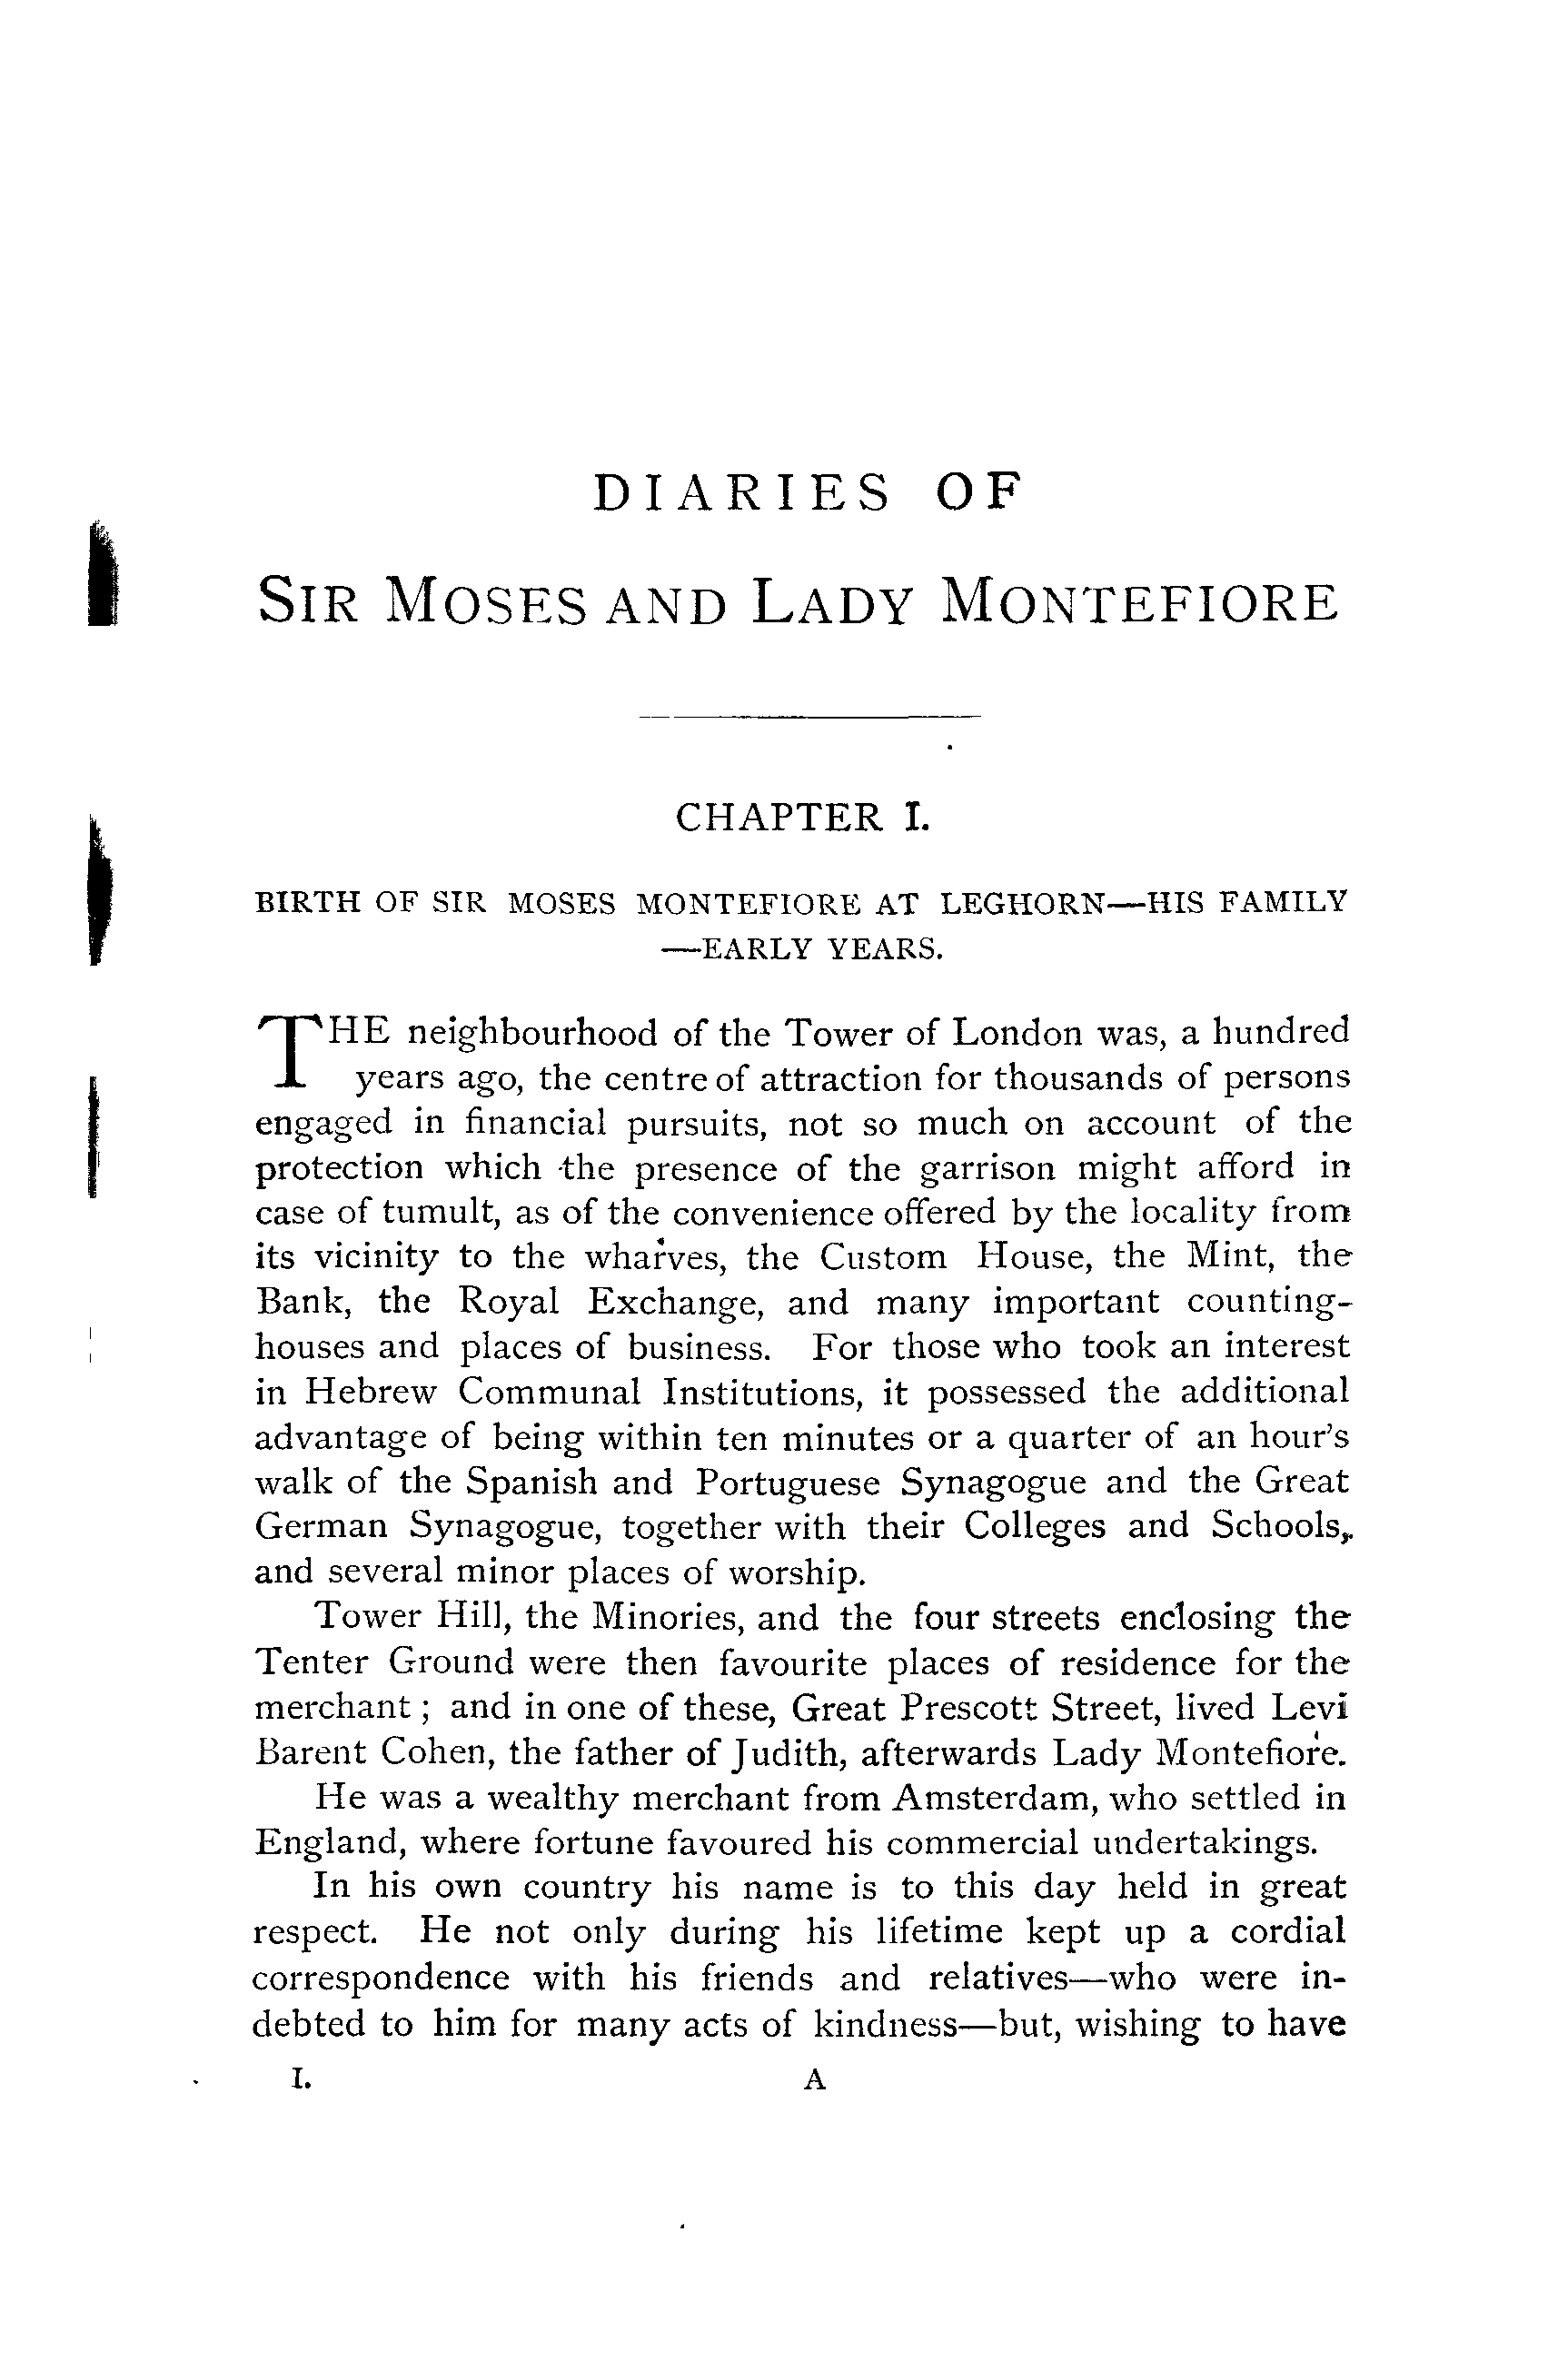 DIARIES OF
SIR MOSES AND LADY MONTEFIORE
CHAPTER I.
BIRTH OF SIR MOSES MONTEFIORE AT LEGHORN—HIS FAMILY
—EARLY YEARS.
THE neighbourhood of the Tower of London was, a hundred
years ago, the centre of attraction for thousands of persons
engaged in financial pursuits, not so much on account of the
protection which the presence of the garrison might afford in
case of tumult, as of the convenience offered by the locality from
its vicinity to the wharves, the Custom House, the Mint, the
Bank, the Royal Exchange, and many important counting-
houses and places of business. For those who took an interest
in Hebrew Communal Institutions, it possessed the additional
advantage of being within ten minutes or a quarter of an hour's
walk of the Spanish and Portuguese Synagogue and the Great
German Synagogue, together with their Colleges and Schools,
and several minor places of worship.
Tower Hill, the Minories, and the four streets enclosing the
Tenter Ground were then favourite places of residence for the
merchant; and in one of these, Great Prescott Street, lived Levi
Barent Cohen, the father of Judith, afterwards Lady Montefiore.
He was a wealthy merchant from Amsterdam, who settled in
England, where fortune favoured his commercial undertakings.
In his own country his name is to this day held in great
respect. He not only during his lifetime kept up a cordial
correspondence with his friends and relatives—who were in-
debted to him for many acts of kindness—but, wishing to have
I. A